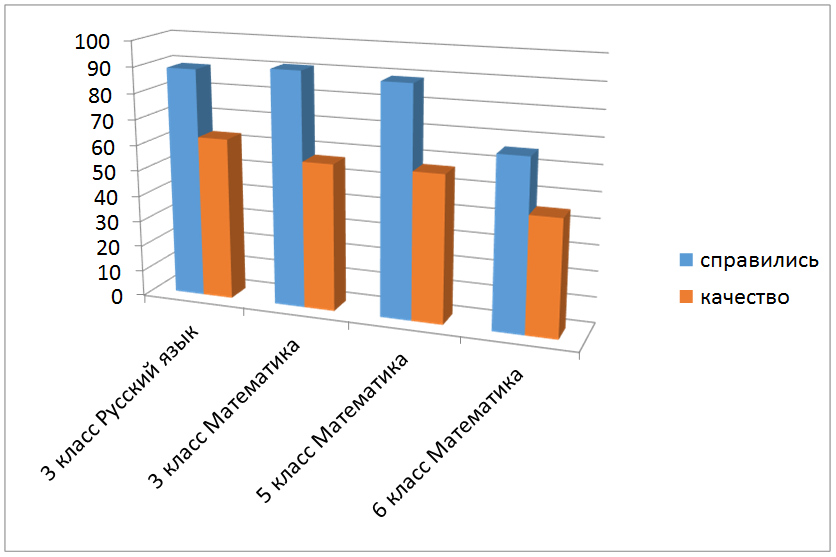 100
90
80
70
60
50
40
30
20
10
0
3 класс Русский язык
3 класс Математика
5 класс Математика
6 класс Математика
справились
качество